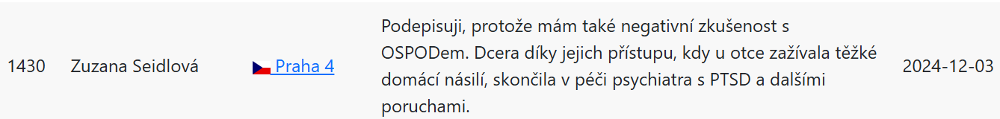 1430 Zuzana Seidlová Praha 4 Podepisuji, protože mám také negativní zkušenost s
OSPODem. Dcera díky jejich přístupu, kdy u otce zažívala těžké
domácí násilí, skončila v péči psychiatra s PTSD a dalšími
poruchami.
2024-12-03